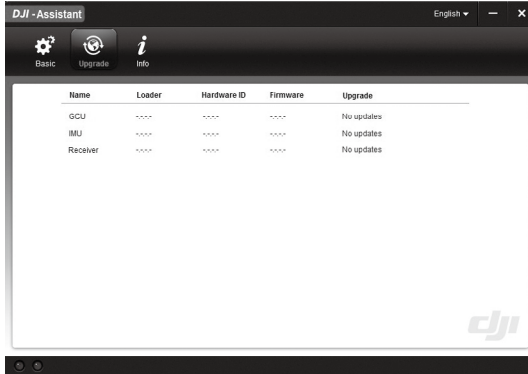 DJI - Assistant English
Basic Upgrade Info
Name Loader Hardware ID Firmware Upgrade
GCU -.-.-.- -.-.-.- -.-.-.- No updates
IMU -.-.-.- -.-.-.- -.-.-.- No updates
Receiver -.-.-.- -.-.-.- -.-.-.- No updates
dji